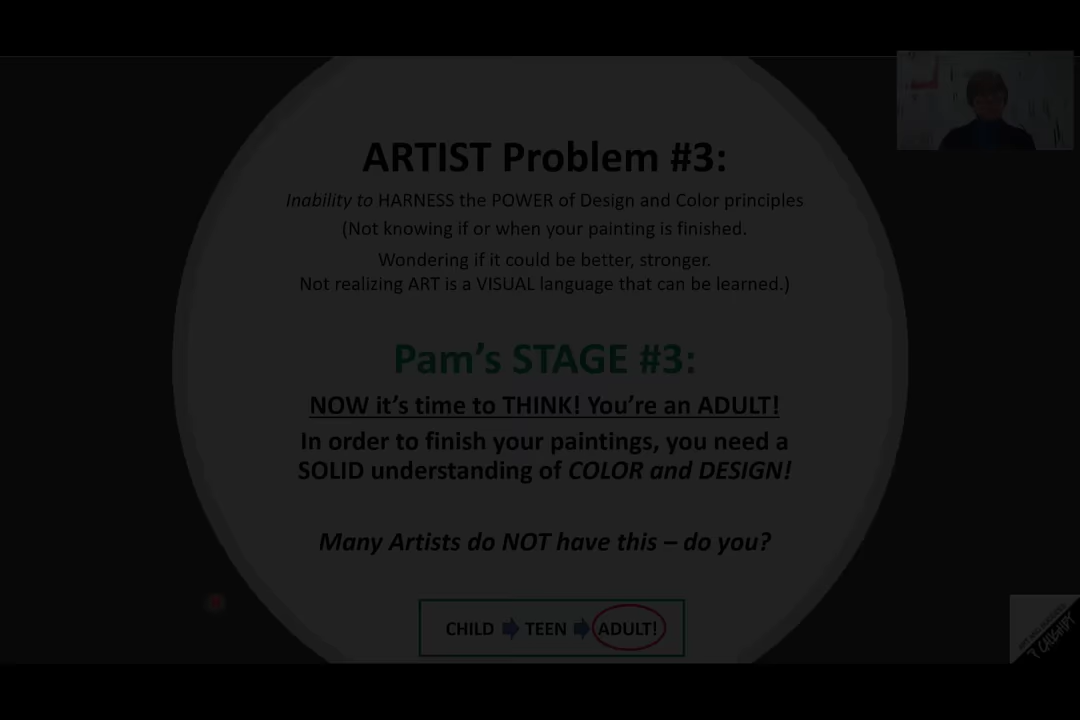 ARTIST Problem #3:
Inability to HARNESS the POWER of Design and Color principles
(Not knowing if or when your painting is finished.
Wondering if it could be better, stronger.
Not realizing ART is a VISUAL language that can be learned.)
Pam's STAGE #3:
NOW it's time to THINK! You're an ADULT!
In order to finish your paintings, you need a
SOLID understanding of COLOR and DESIGN!
Many Artists do NOT have this – do you?
CHILD TEEN ADULT!